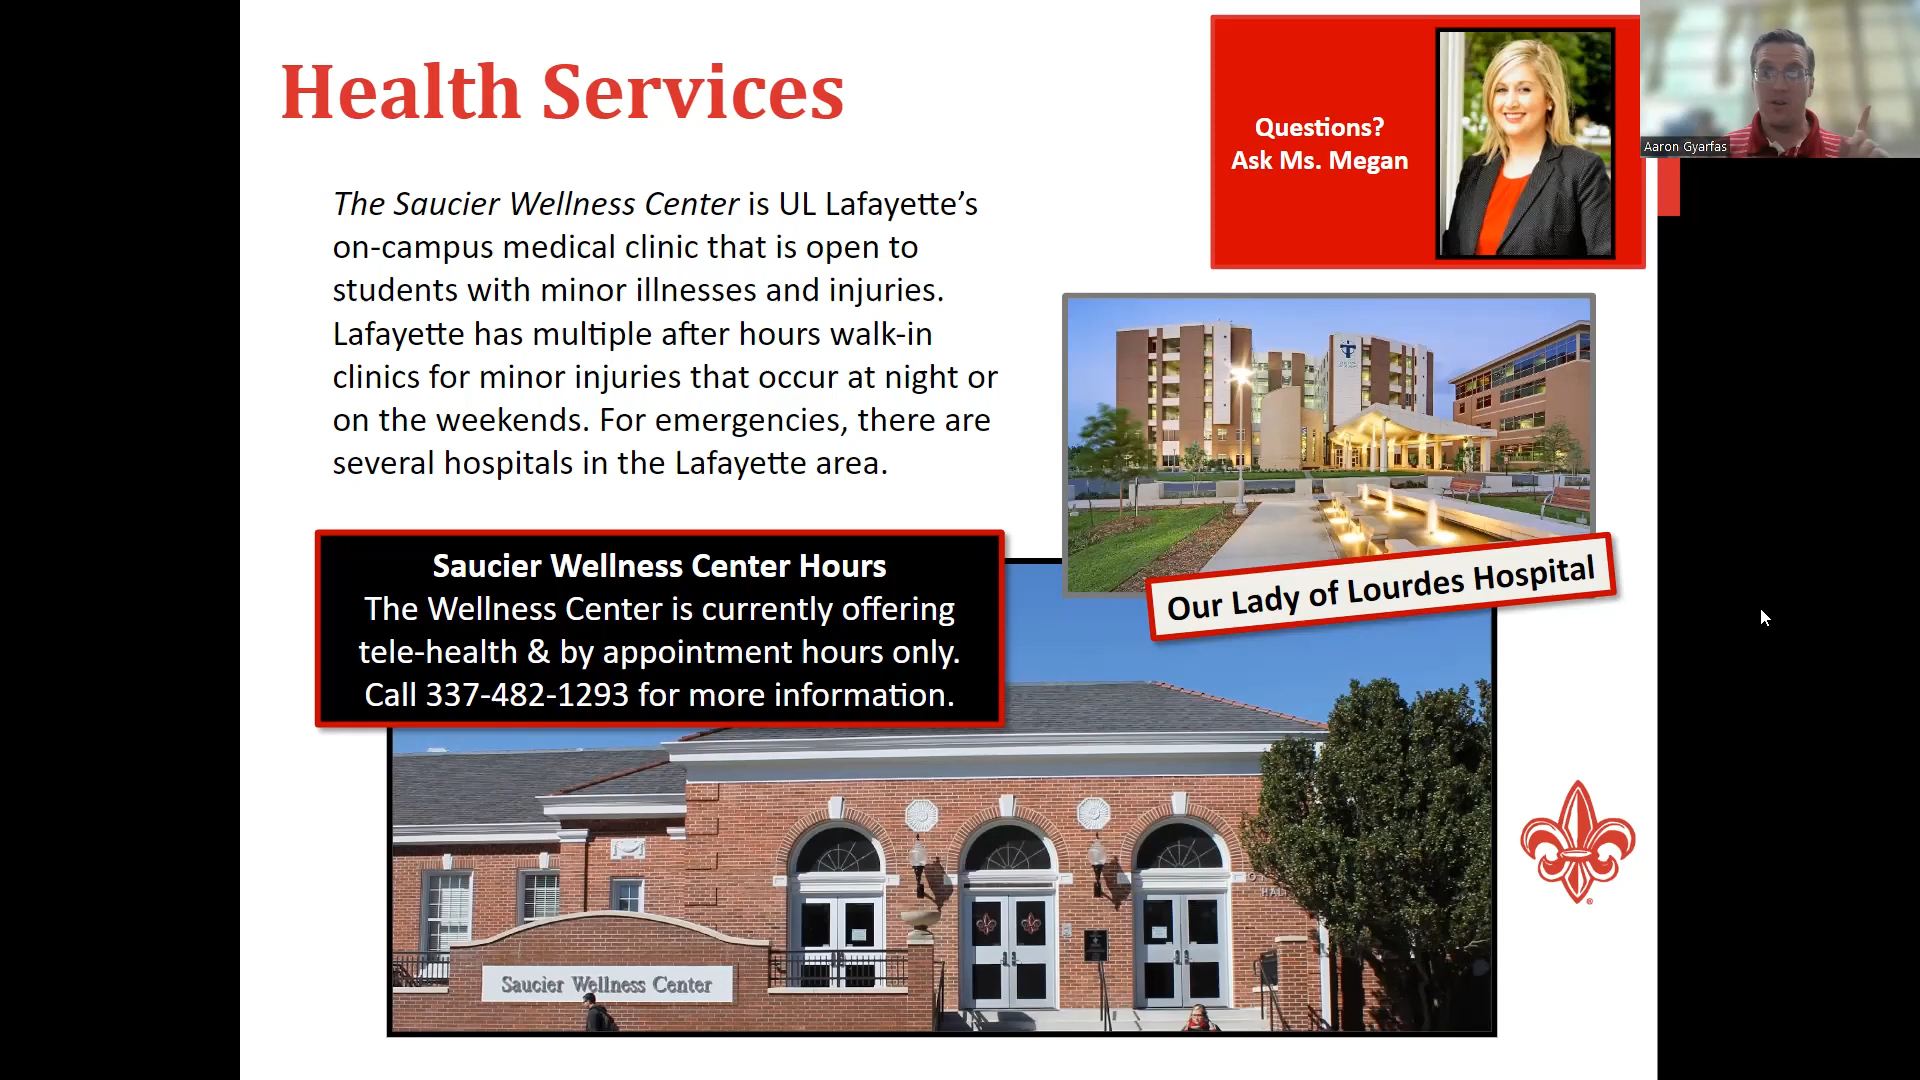 Health Services
Questions?
Ask Ms. Megan
Aaron Gyarfas
The Saucier Wellness Center is UL Lafayette’s
on-campus medical clinic that is open to
students with minor illnesses and injuries.
Lafayette has multiple after hours walk-in
clinics for minor injuries that occur at night or
on the weekends. For emergencies, there are
several hospitals in the Lafayette area.
Our Lady of Lourdes Hospital
Saucier Wellness Center Hours
The Wellness Center is currently offering
tele-health & by appointment hours only.
Call 337-482-1293 for more information.
HALL
Saucier Wellness Center
®